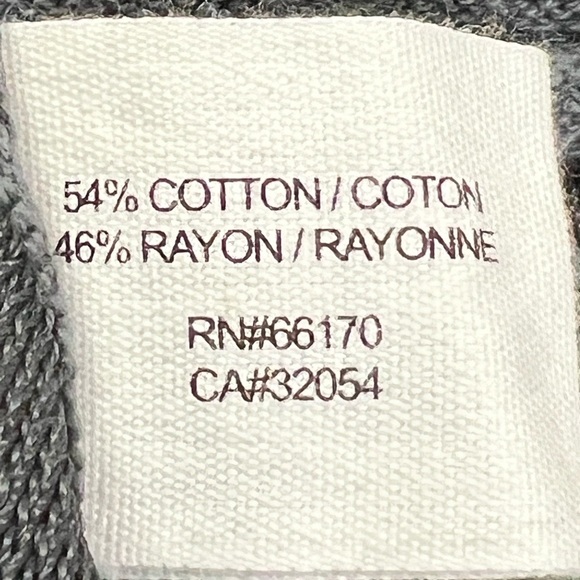 54% COTTON / COTON
46% RAYON / RAYONNE
RN#66170
CA#32054